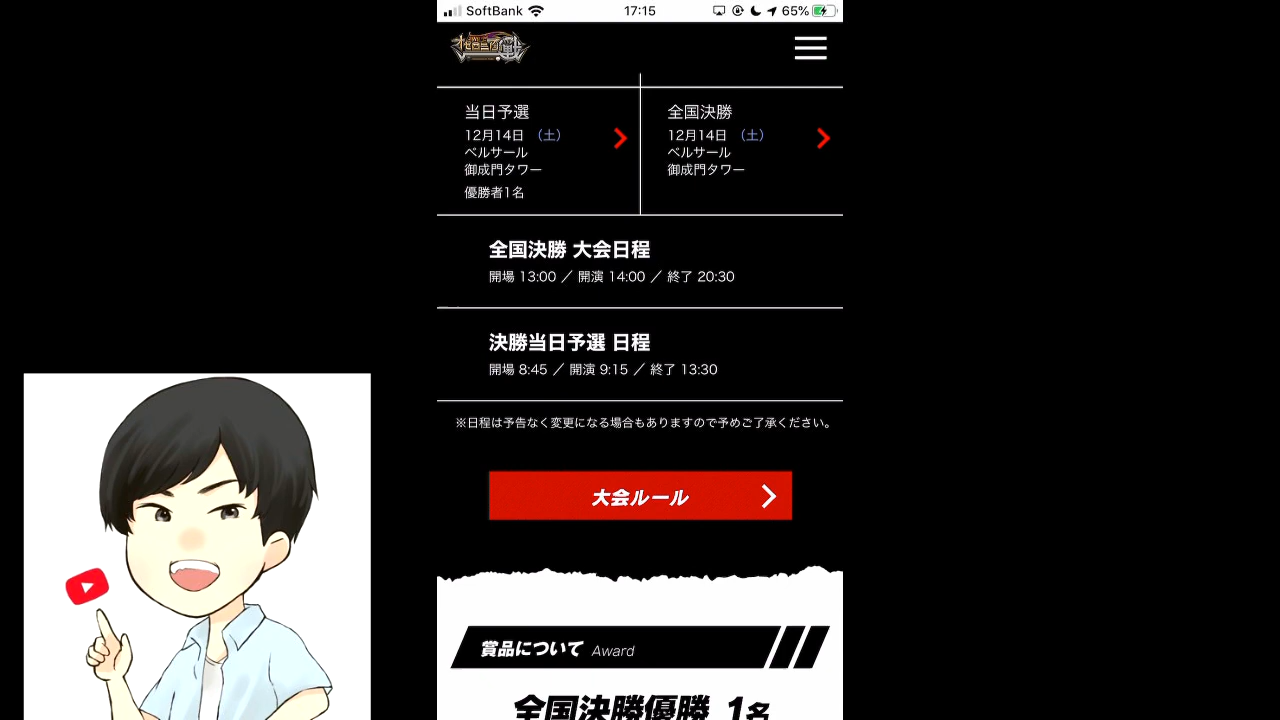 SoftBank
17:15
65%
当日予選
12月14日 (土)
ベルサール
御成門タワー
優勝者1名
全国決勝
12月14日 (土)
ベルサール
御成門タワー
全国決勝 大会日程
開場 13:00 ／ 開演 14:00 ／ 終了 20:30
決勝当日予選 日程
開場 8:45 ／ 開演 9:15 ／ 終了 13:30
※日程は予告なく変更になる場合もありますので予めご了承ください。
大会ルール
賞品について Award
全国決勝優勝 1名